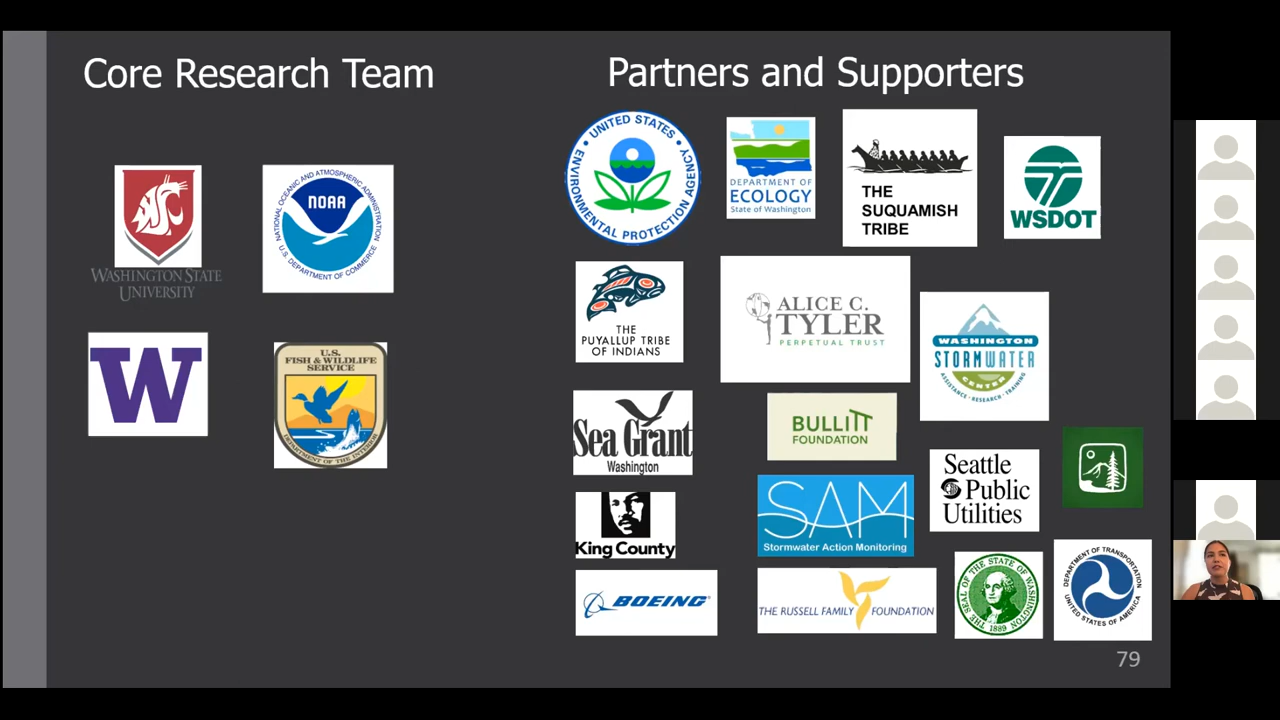 Core Research Team
Partners and Supporters
WASHINGTON STATE
UNIVERSITY
NATIONAL OCEANIC AND ATMOSPHERIC ADMINISTRATION
NOAA
U.S. DEPARTMENT OF COMMERCE
W
U.S.
FISH & WILDLIFE
SERVICE
DEPARTMENT OF THE INTERIOR
UNITED STATES
ENVIRONMENTAL PROTECTION AGENCY
DEPARTMENT OF
ECOLOGY
State of Washington
THE
SUQUAMISH
TRIBE
WSDOT
THE
PUYALLUP TRIBE
OF INDIANS
ALICE C.
TYLER
PERPETUAL TRUST
WASHINGTON
STORMWATER
CENTER
ASSISTANCE • RESEARCH • TRAINING
Sea Grant
Washington
BULLITT
FOUNDATION
Seattle
Public
Utilities
King County
SAM
Stormwater Action Monitoring
BOEING
THE RUSSELL FAMILY FOUNDATION
THE SEAL OF THE STATE OF WASHINGTON
1889
DEPARTMENT OF TRANSPORTATION
UNITED STATES OF AMERICA
79